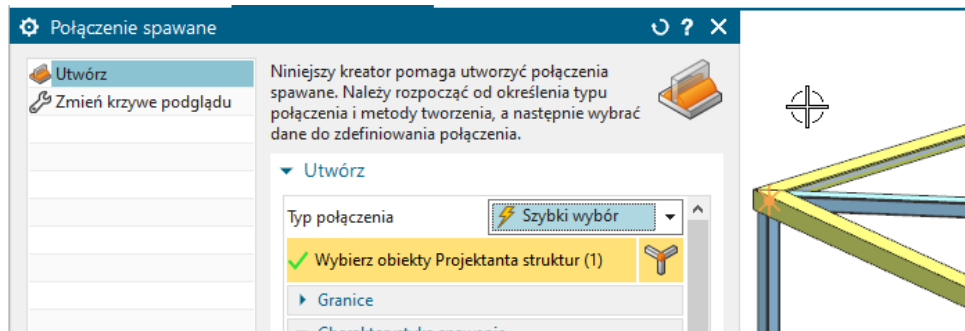 Połączenie spawane
?
Utwórz
Zmień krzywe podglądu
Niniejszy kreator pomaga utworzyć połączenia
spawane. Należy rozpocząć od określenia typu
połączenia i metody tworzenia, a następnie wybrać
dane do zdefiniowania połączenia.
Utwórz
Typ połączenia
Szybki wybór
Wybierz obiekty Projektanta struktur (1)
Granice